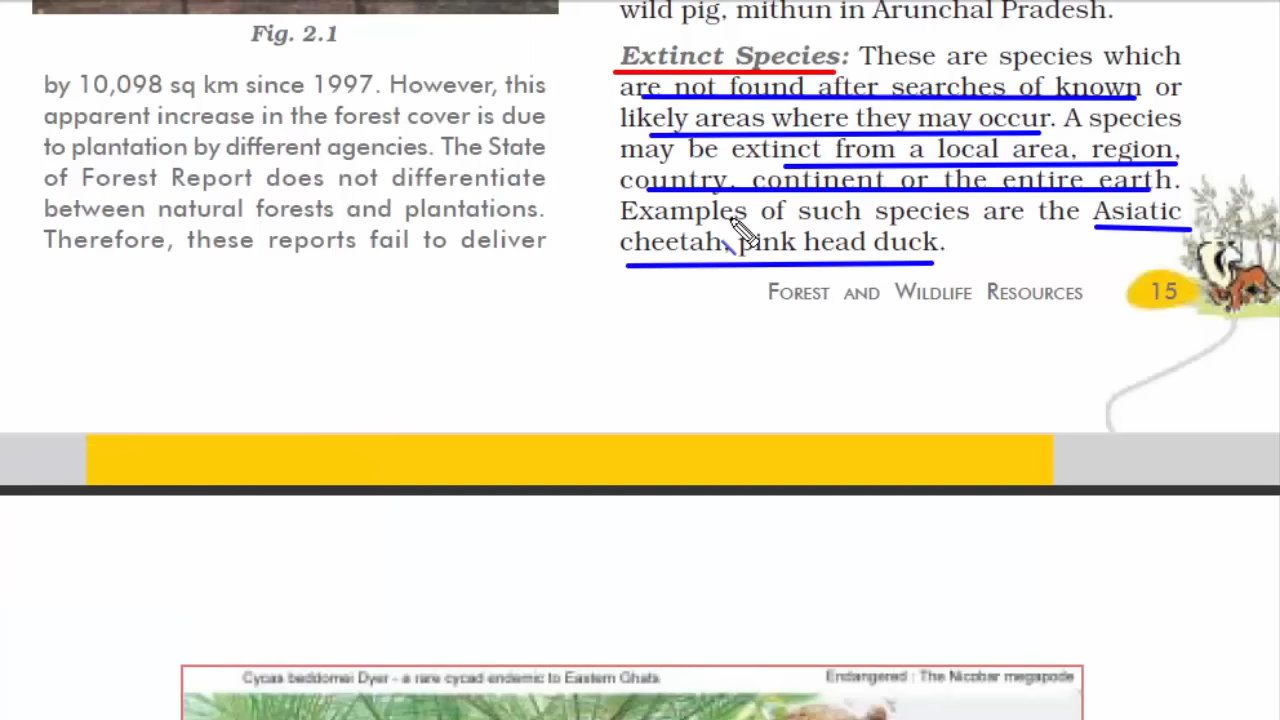 Fig. 2.1
by 10,098 sq km since 1997. However, this
apparent increase in the forest cover is due
to plantation by different agencies. The State
of Forest Report does not differentiate
between natural forests and plantations.
Therefore, these reports fail to deliver
wild pig, mithun in Arunchal Pradesh.
Extinct Species: These are species which
are not found after searches of known or
likely areas where they may occur. A species
may be extinct from a local area, region,
country, continent or the entire earth.
Examples of such species are the Asiatic
cheetah, pink head duck.
FOREST AND WILDLIFE RESOURCES
15
Cycas beddomei Dyer - a rare cycad endemic to Eastern Ghats
Endangered : The Nicobar megapode